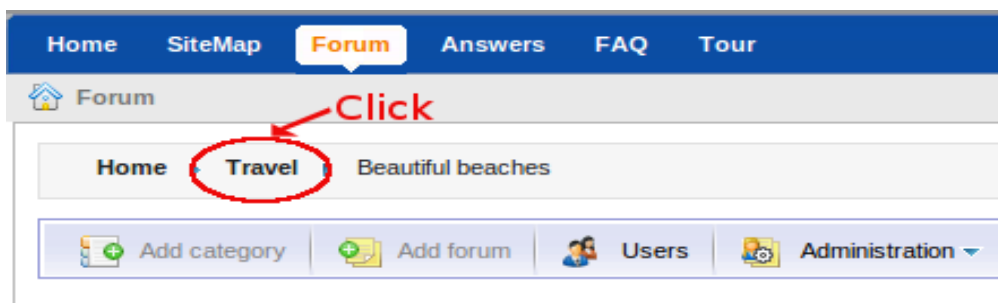 Home SiteMap Forum Answers FAQ Tour
Forum
Click
Home Travel Beautiful beaches
Add category Add forum Users Administration